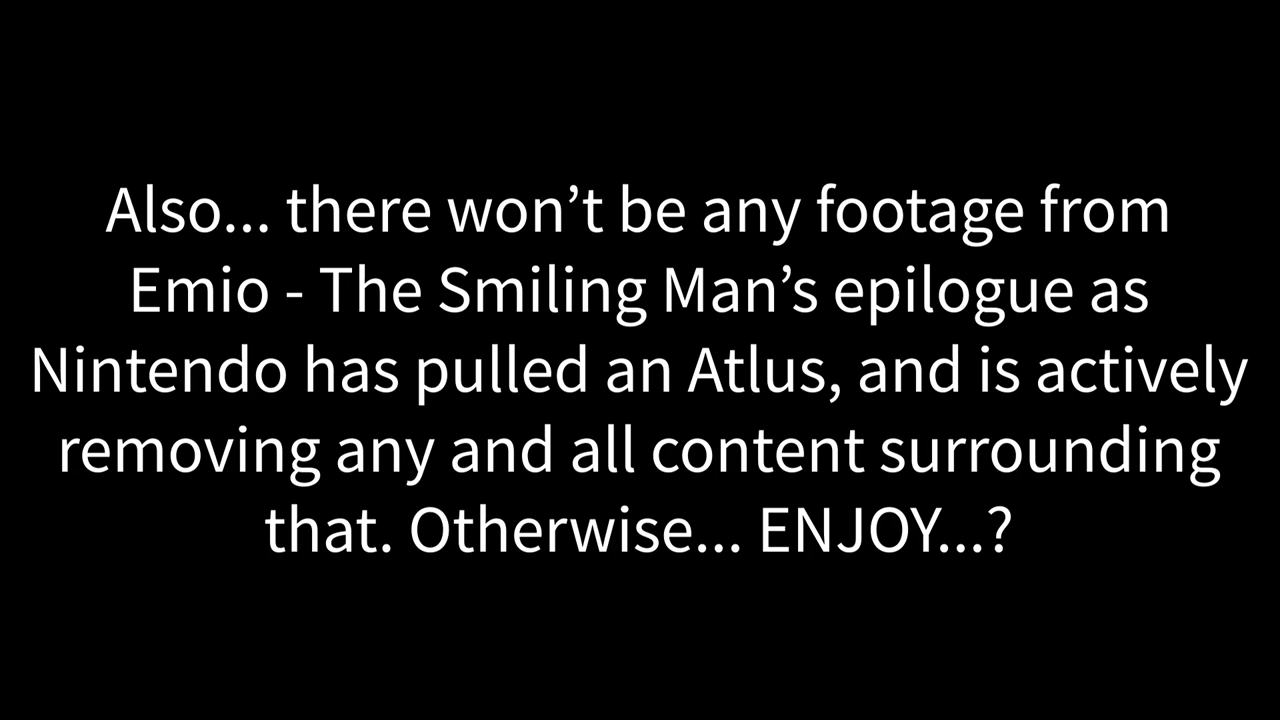 Also... there won’t be any footage from
Emio - The Smiling Man’s epilogue as
Nintendo has pulled an Atlus, and is actively
removing any and all content surrounding
that. Otherwise... ENJOY...?